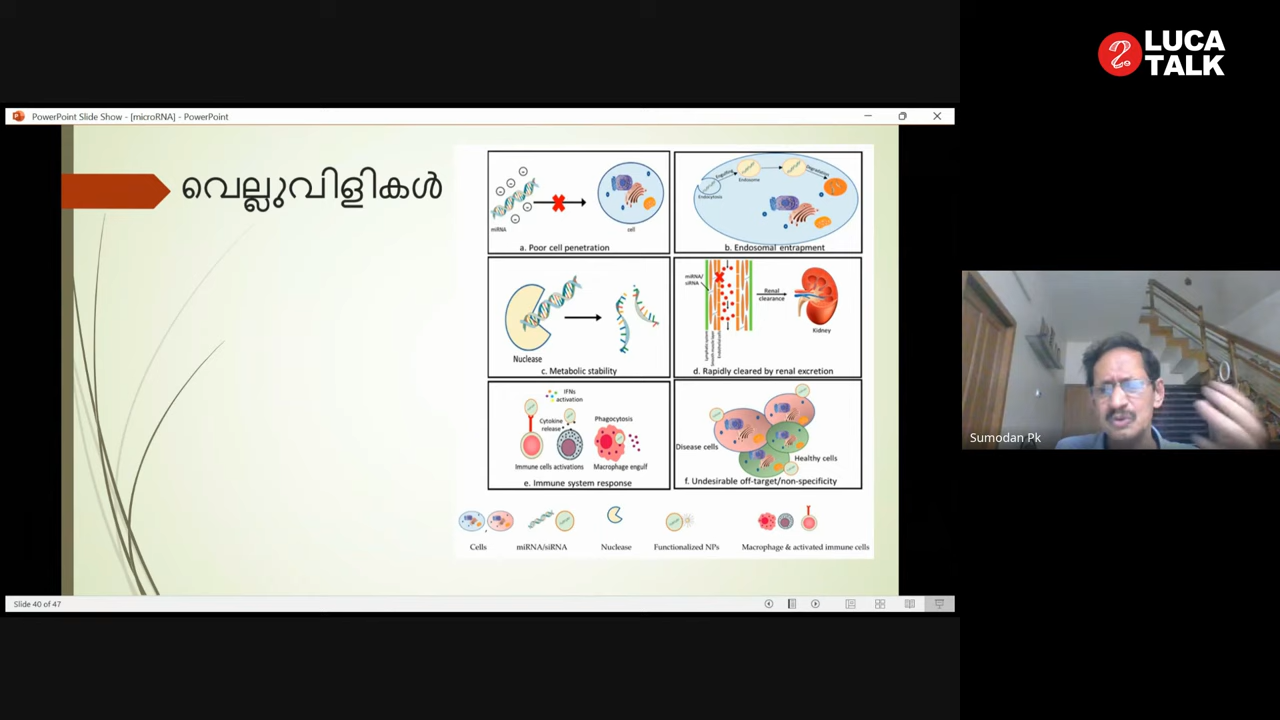 LUCA
TALK
PowerPoint Slide Show - [microRNA] - PowerPoint
വെല്ലുവിളികൾ
miRNA
cell
a. Poor cell penetration
Engulfing
Endosome
Degradation
Endocytosis
b. Endosomal entrapment
Nuclease
c. Metabolic stability
miRNA/
siRNA
Renal
clearance
Kidney
d. Rapidly cleared by renal excretion
IFNs
activation
Cytokine
release
Phagocytosis
Immune cells activations
Macrophage engulf
e. Immune system response
Disease cells
Healthy cells
f. Undesirable off-target/non-specificity
Cells
miRNA/siRNA
Nuclease
Functionalized NPs
Macrophage & activated immune cells
Slide 40 of 47
Sumodan Pk